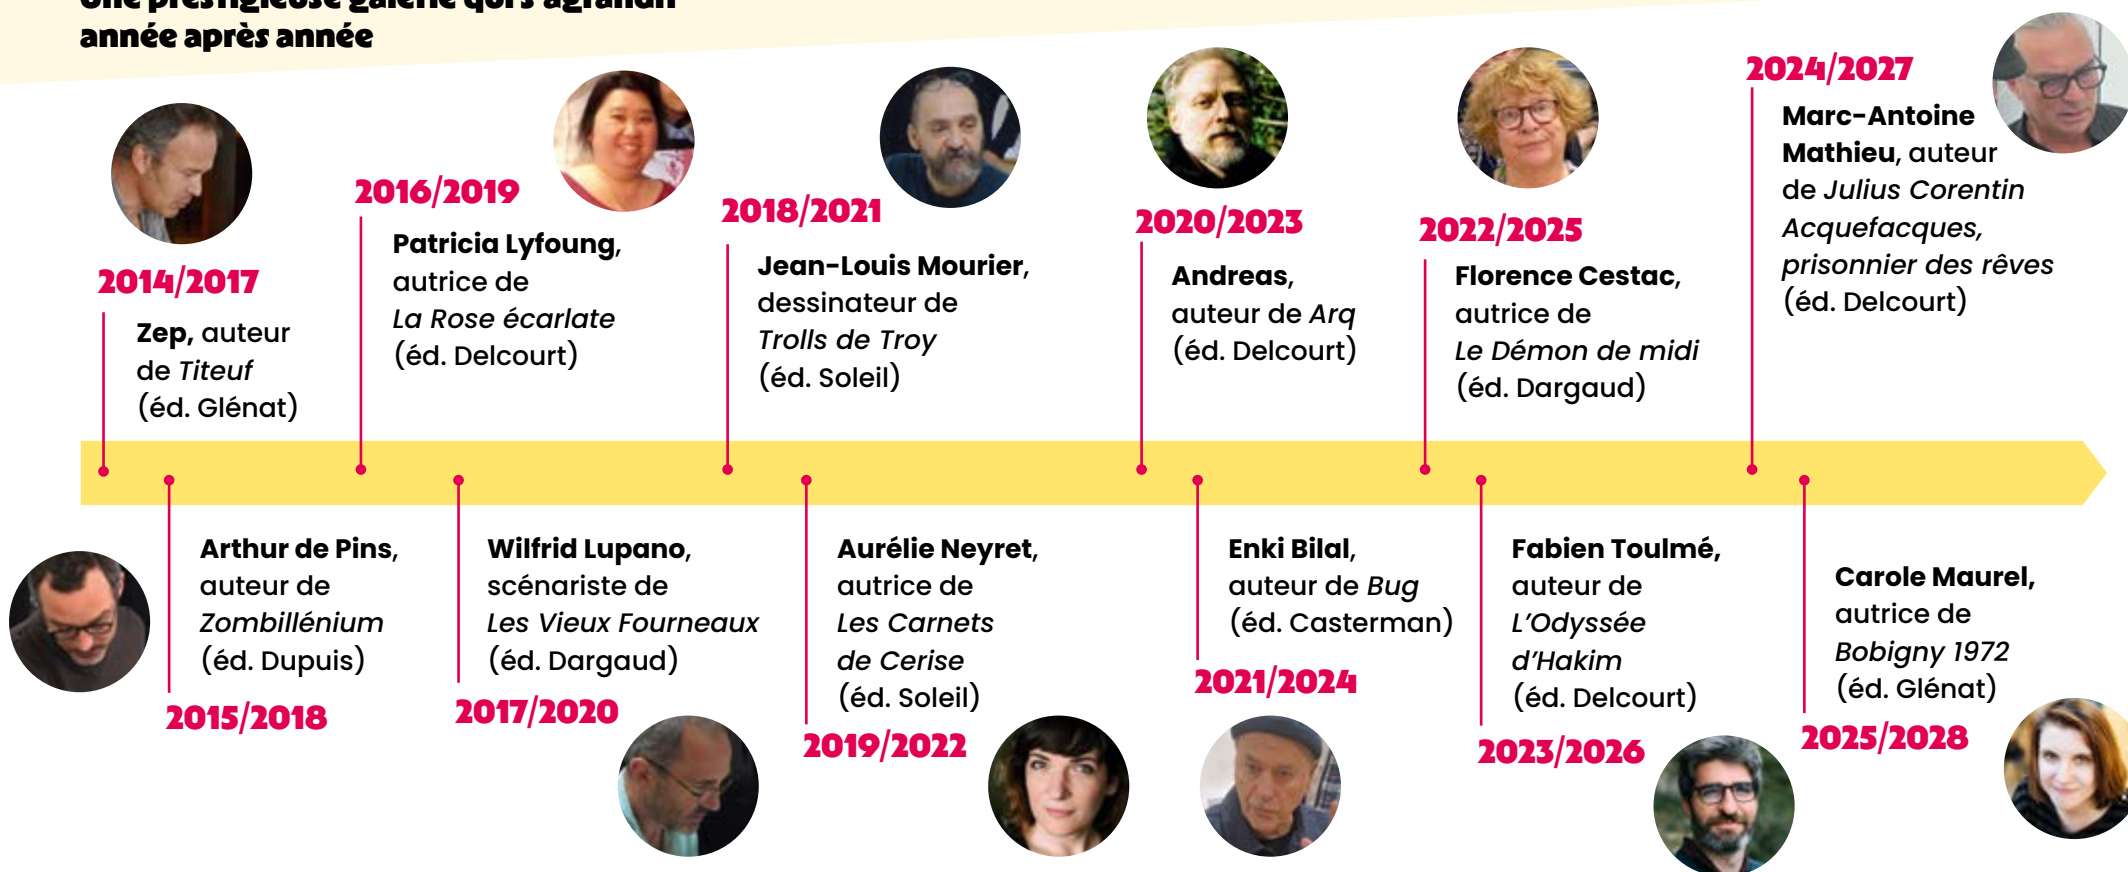 Une prestigieuse galerie qui s'agrandit
année après année
2014/2017
Zep, auteur
de Titeuf
(éd. Glénat)
2015/2018
Arthur de Pins,
auteur de
Zombillénium
(éd. Dupuis)
2016/2019
Patricia Lyfoung,
autrice de
La Rose écarlate
(éd. Delcourt)
2017/2020
Wilfrid Lupano,
scénariste de
Les Vieux Fourneaux
(éd. Dargaud)
2018/2021
Jean-Louis Mourier,
dessinateur de
Trolls de Troy
(éd. Soleil)
2019/2022
Aurélie Neyret,
autrice de
Les Carnets
de Cerise
(éd. Soleil)
2020/2023
Andreas,
auteur de Arq
(éd. Delcourt)
2021/2024
Enki Bilal,
auteur de Bug
(éd. Casterman)
2022/2025
Florence Cestac,
autrice de
Le Démon de midi
(éd. Dargaud)
2023/2026
Fabien Toulmé,
auteur de
L'Odyssée
d'Hakim
(éd. Delcourt)
2024/2027
Marc-Antoine
Mathieu, auteur
de Julius Corentin
Acquefacques,
prisonnier des rêves
(éd. Delcourt)
2025/2028
Carole Maurel,
autrice de
Bobigny 1972
(éd. Glénat)